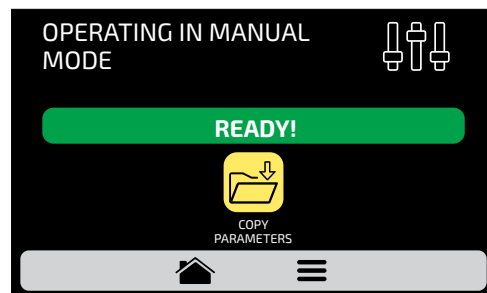 OPERATING IN MANUAL
MODE
READY!
COPY
PARAMETERS